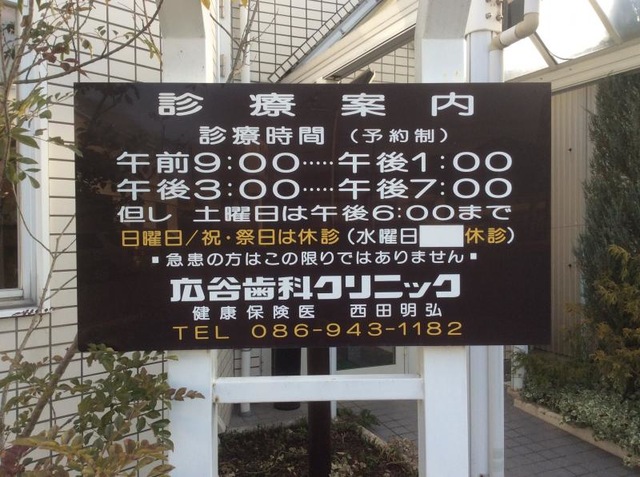 診療案内
診療時間（予約制）
午前9:00‥‥‥午後1:00
午後3:00‥‥‥午後7:00
但し 土曜日は午後6:00まで
日曜日/祝・祭日は休診（水曜日 休診）
▪急患の方はこの限りではありません▪
広谷歯科クリニック
健康保険医 西田明弘
TEL 086-943-1182